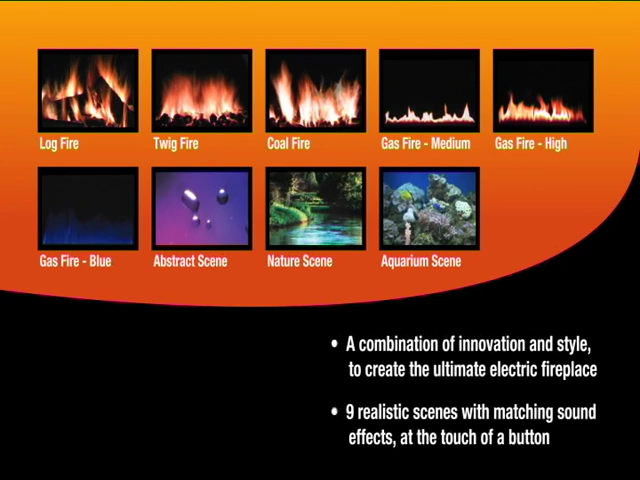 Log Fire
Twig Fire
Coal Fire
Gas Fire - Medium
Gas Fire - High
Gas Fire - Blue
Abstract Scene
Nature Scene
Aquarium Scene
• A combination of innovation and style,
to create the ultimate electric fireplace
• 9 realistic scenes with matching sound
effects, at the touch of a button